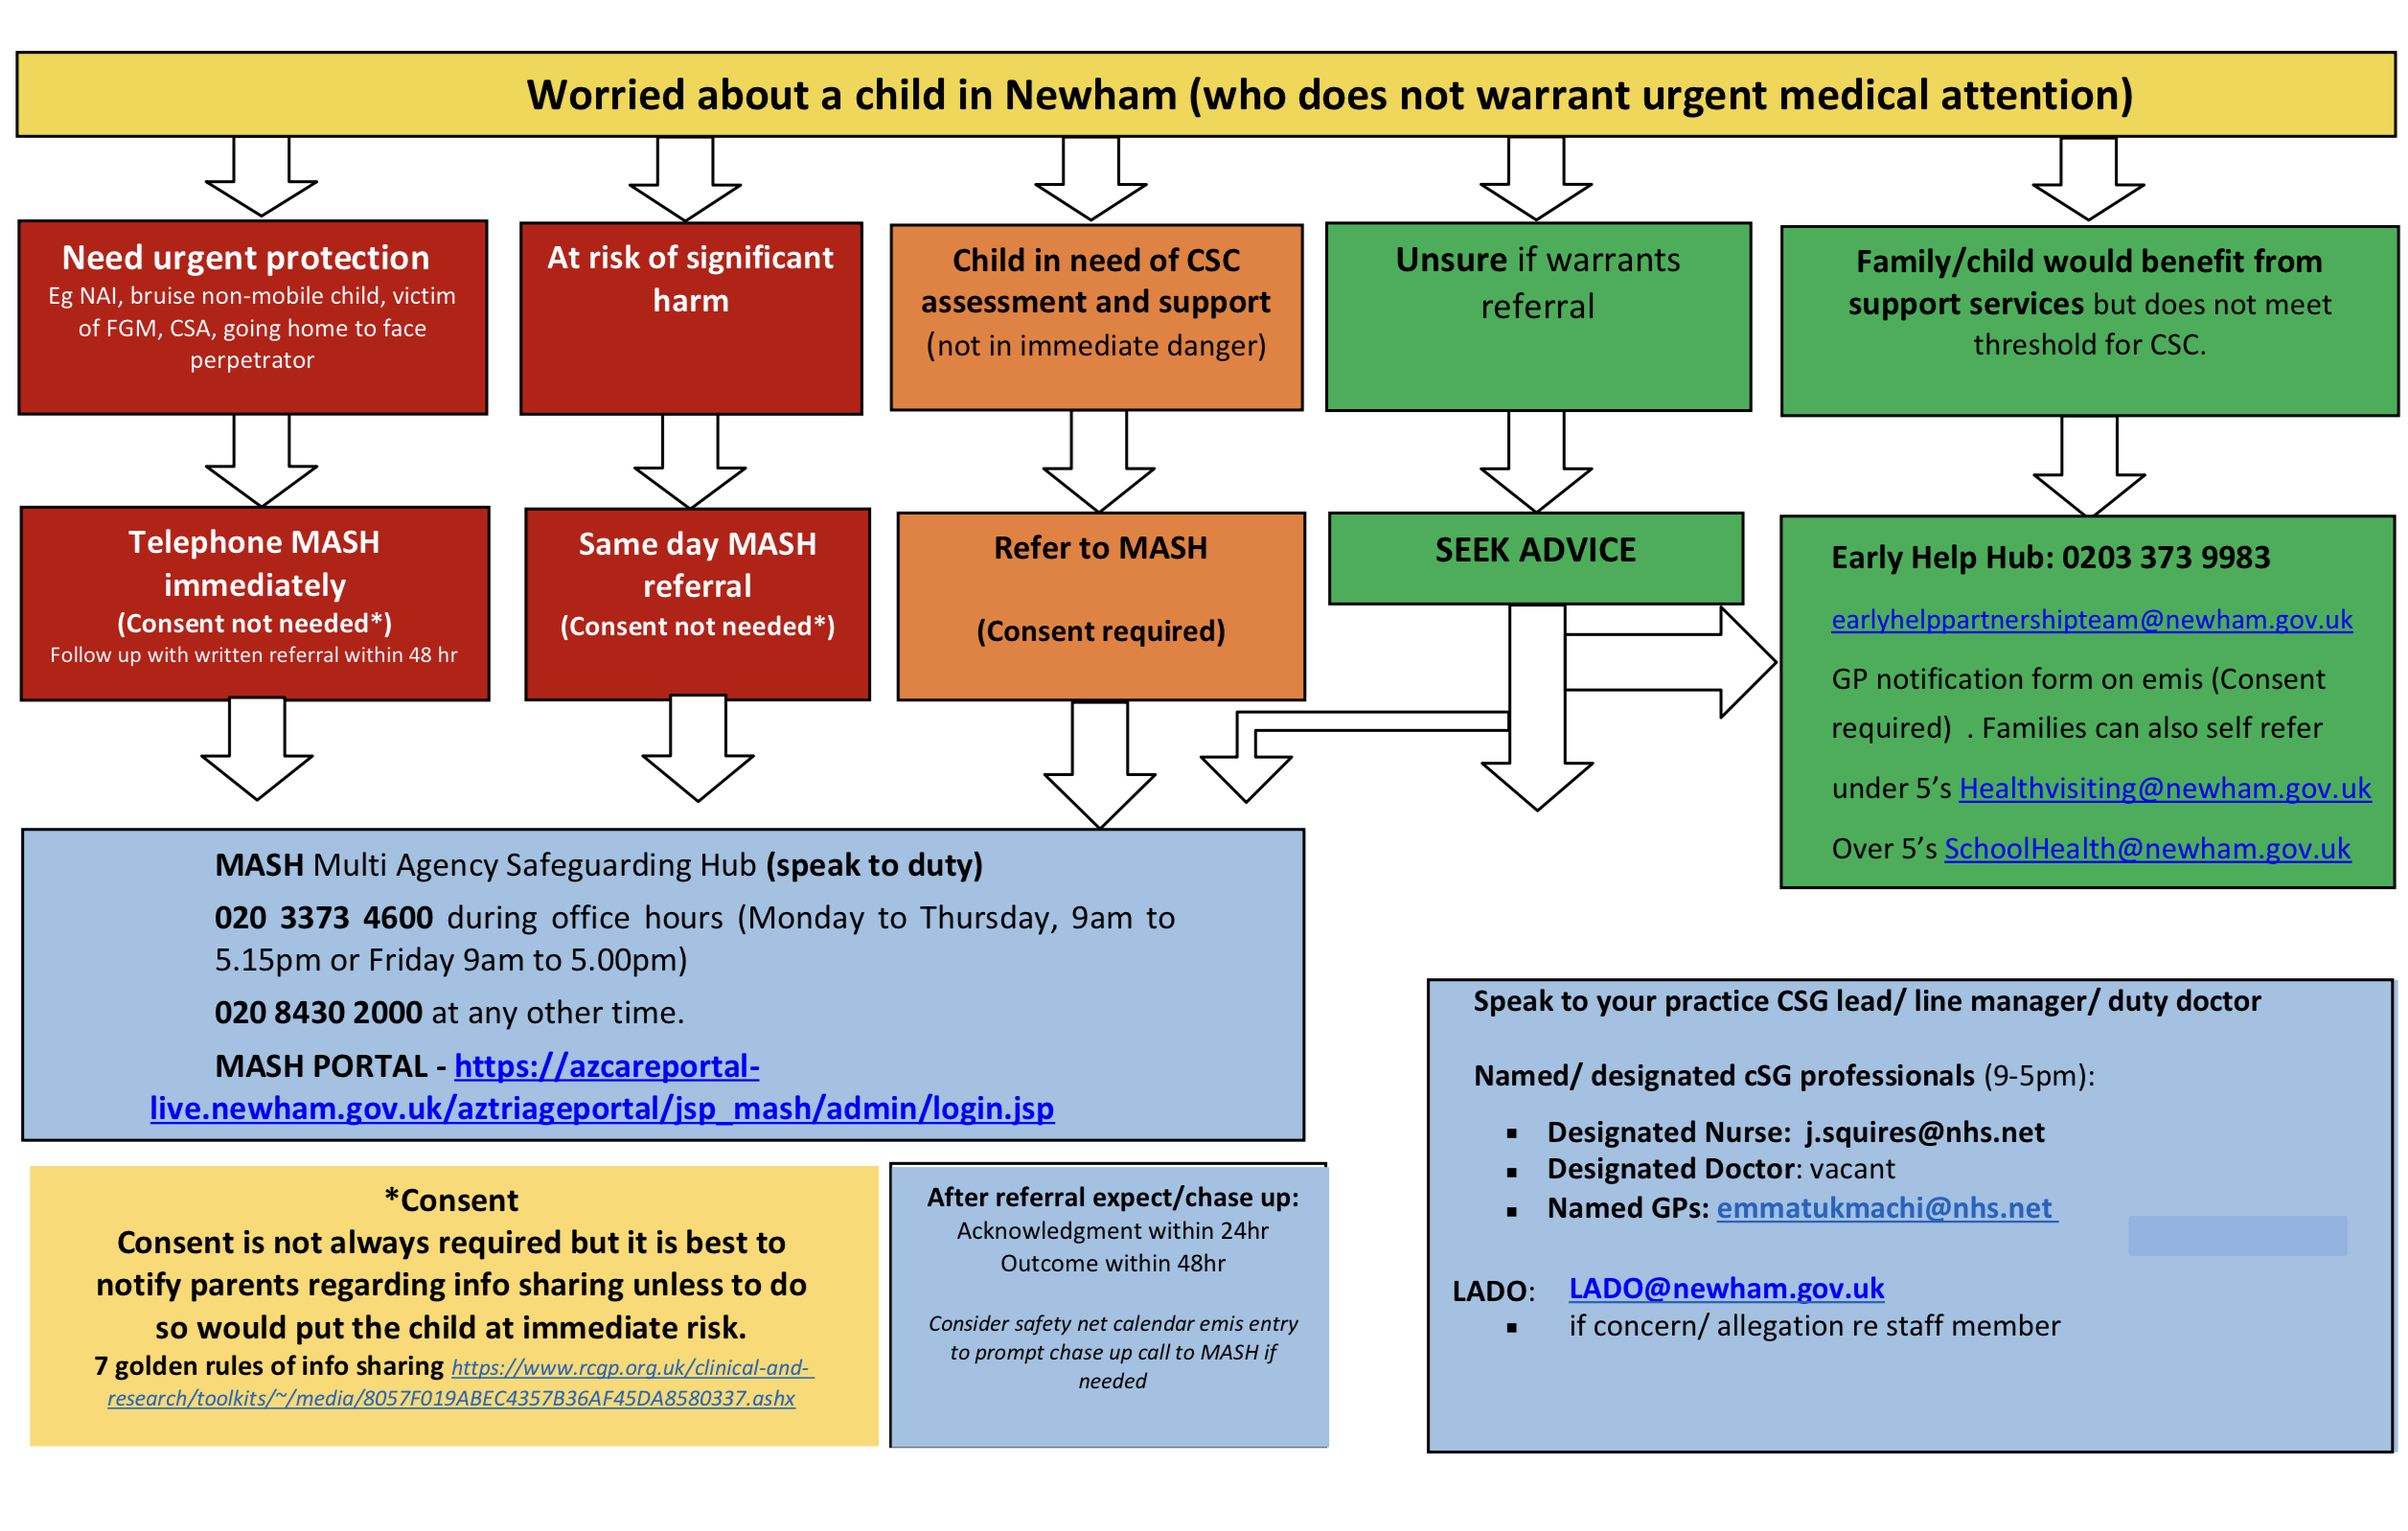 Worried about a child in Newham (who does not warrant urgent medical attention)
Need urgent protection
Eg NAI, bruise non-mobile child, victim
of FGM, CSA, going home to face
perpetrator
At risk of significant
harm
Child in need of CSC
assessment and support
(not in immediate danger)
Unsure if warrants
referral
Family/child would benefit from
support services but does not meet
threshold for CSC.
Telephone MASH
immediately
(Consent not needed*)
Follow up with written referral within 48 hr
Same day MASH
referral
(Consent not needed*)
Refer to MASH
(Consent required)
SEEK ADVICE
Early Help Hub: 0203 373 9983
earlyhelppartnershipteam@newham.gov.uk
GP notification form on emis (Consent
required)  . Families can also self refer
under 5’s Healthvisiting@newham.gov.uk
Over 5’s SchoolHealth@newham.gov.uk
MASH Multi Agency Safeguarding Hub (speak to duty)
020 3373 4600 during office hours (Monday to Thursday, 9am to
5.15pm or Friday 9am to 5.00pm)
020 8430 2000 at any other time.
MASH PORTAL - https://azcareportal-
live.newham.gov.uk/aztriageportal/jsp_mash/admin/login.jsp
*Consent
Consent is not always required but it is best to
notify parents regarding info sharing unless to do
so would put the child at immediate risk.
7 golden rules of info sharing https://www.rcgp.org.uk/clinical-and-
research/toolkits/~/media/8057F019ABEC4357B36AF45DA8580337.ashx
After referral expect/chase up:
Acknowledgment within 24hr
Outcome within 48hr
Consider safety net calendar emis entry
to prompt chase up call to MASH if
needed
Speak to your practice CSG lead/ line manager/ duty doctor
Named/ designated cSG professionals (9-5pm):
▪ Designated Nurse: j.squires@nhs.net
▪ Designated Doctor: vacant
▪ Named GPs: emmatukmachi@nhs.net
LADO: LADO@newham.gov.uk
▪ if concern/ allegation re staff member